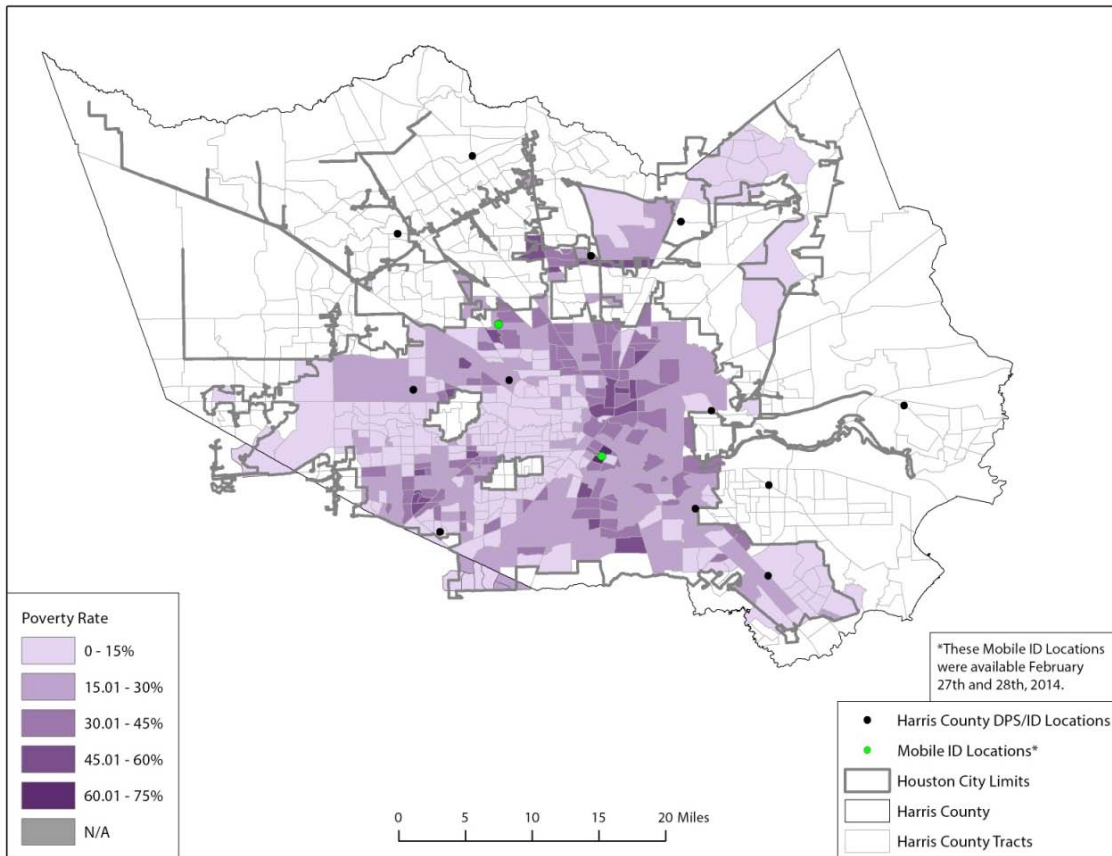 Poverty Rate
0 - 15%
15.01 - 30%
30.01 - 45%
45.01 - 60%
60.01 - 75%
N/A
0 5 10 15 20 Miles
*These Mobile ID Locations
were available February
27th and 28th, 2014.
Harris County DPS/ID Locations
Mobile ID Locations*
Houston City Limits
Harris County
Harris County Tracts